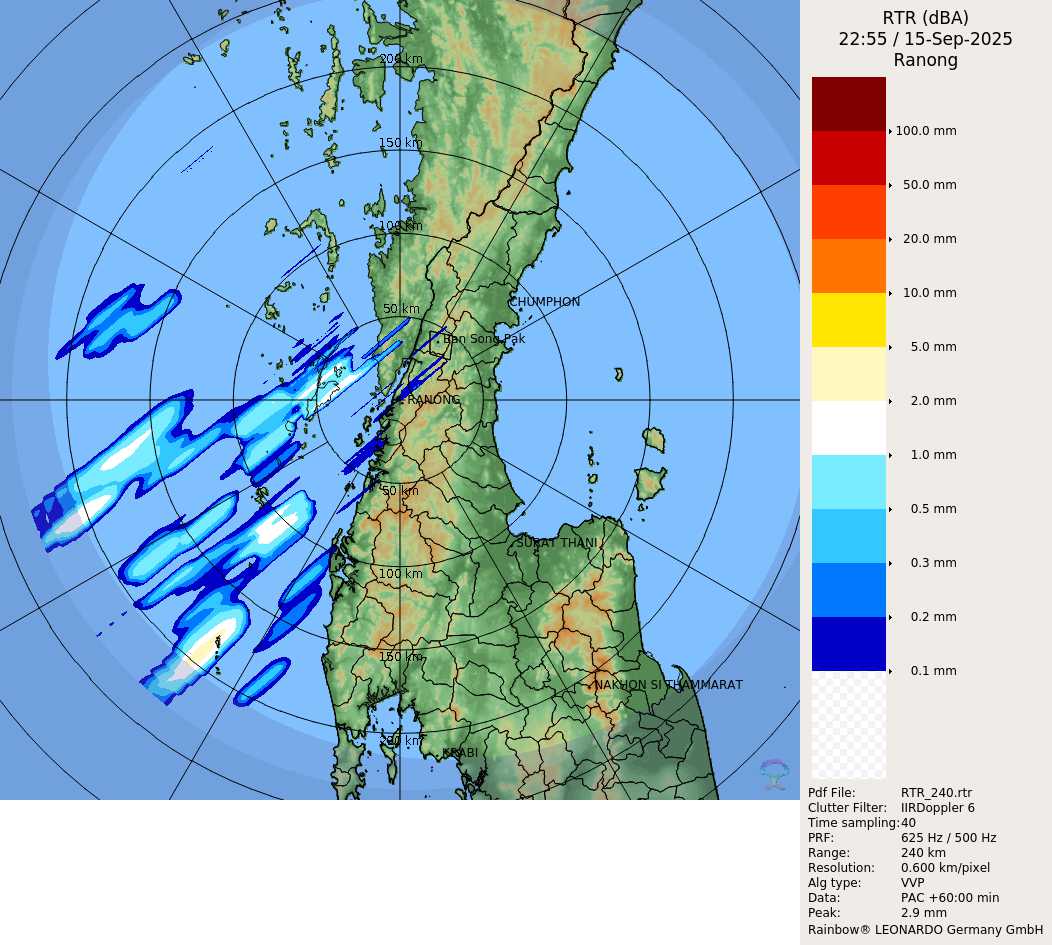 200 km
150 km
100 km
50 km
CHUMPHON
Ban Song Pak
RANONG
50 km
SURAT THANI
100 km
150 km
NAKHON SI THAMMARAT
200 km
KRABI
RTR (dBA)
22:55 / 15-Sep-2025
Ranong
100.0 mm
50.0 mm
20.0 mm
10.0 mm
5.0 mm
2.0 mm
1.0 mm
0.5 mm
0.3 mm
0.2 mm
0.1 mm
Pdf File: RTR_240.rtr
Clutter Filter: IIRDoppler 6
Time sampling:40
PRF: 625 Hz / 500 Hz
Range: 240 km
Resolution: 0.600 km/pixel
Alg type: VVP
Data: PAC +60:00 min
Peak: 2.9 mm
Rainbow® LEONARDO Germany GmbH